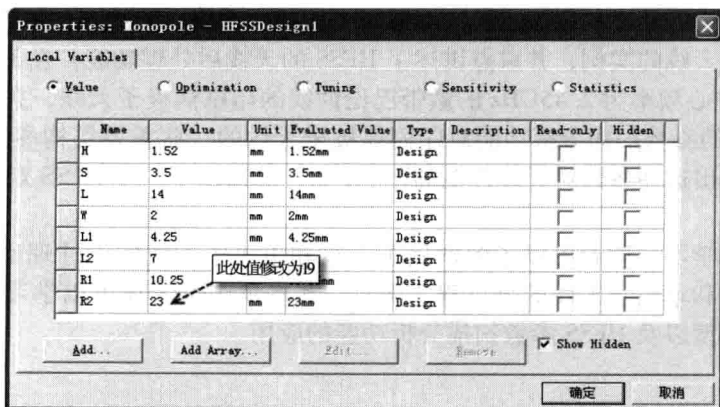 Properties: Monopole - HFSSDesign1
Local Variables
Value Optimization Tuning Sensitivity Statistics
Name Value Unit Evaluated Value Type Description Read-only Hidden
H 1.52 mm 1.52mm Design
S 3.5 mm 3.5mm Design
L 14 mm 14mm Design
W 2 mm 2mm Design
L1 4.25 mm 4.25mm Design
L2 7 Design
此处值修改为19
R1 10.25 Design
R2 23 mm 23mm Design
Add... Add Array... Edit... Remove Show Hidden
确定 取消